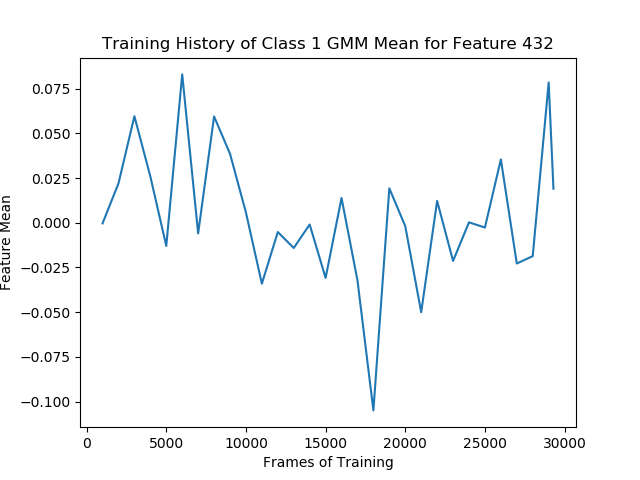 Training History of Class 1 GMM Mean for Feature 432
0.075
0.050
0.025
0.000
−0.025
−0.050
−0.075
−0.100
Feature Mean
0 5000 10000 15000 20000 25000 30000
Frames of Training